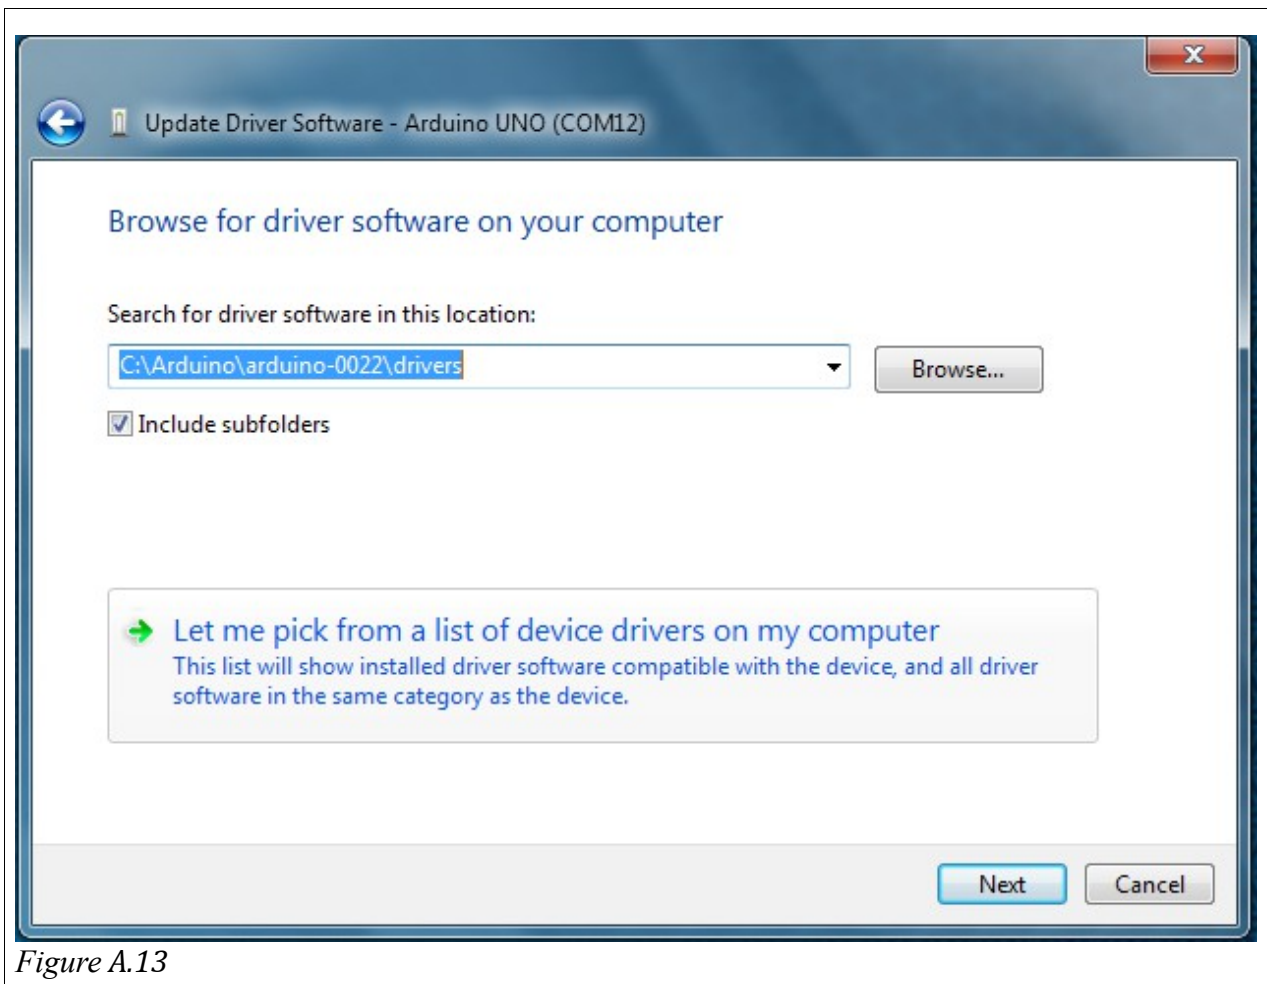 X
Update Driver Software - Arduino UNO (COM12)
Browse for driver software on your computer
Search for driver software in this location:
C:\Arduino\arduino-0022\drivers
Browse...
Include subfolders
Let me pick from a list of device drivers on my computer
This list will show installed driver software compatible with the device, and all driver
software in the same category as the device.
Next Cancel
Figure A.13